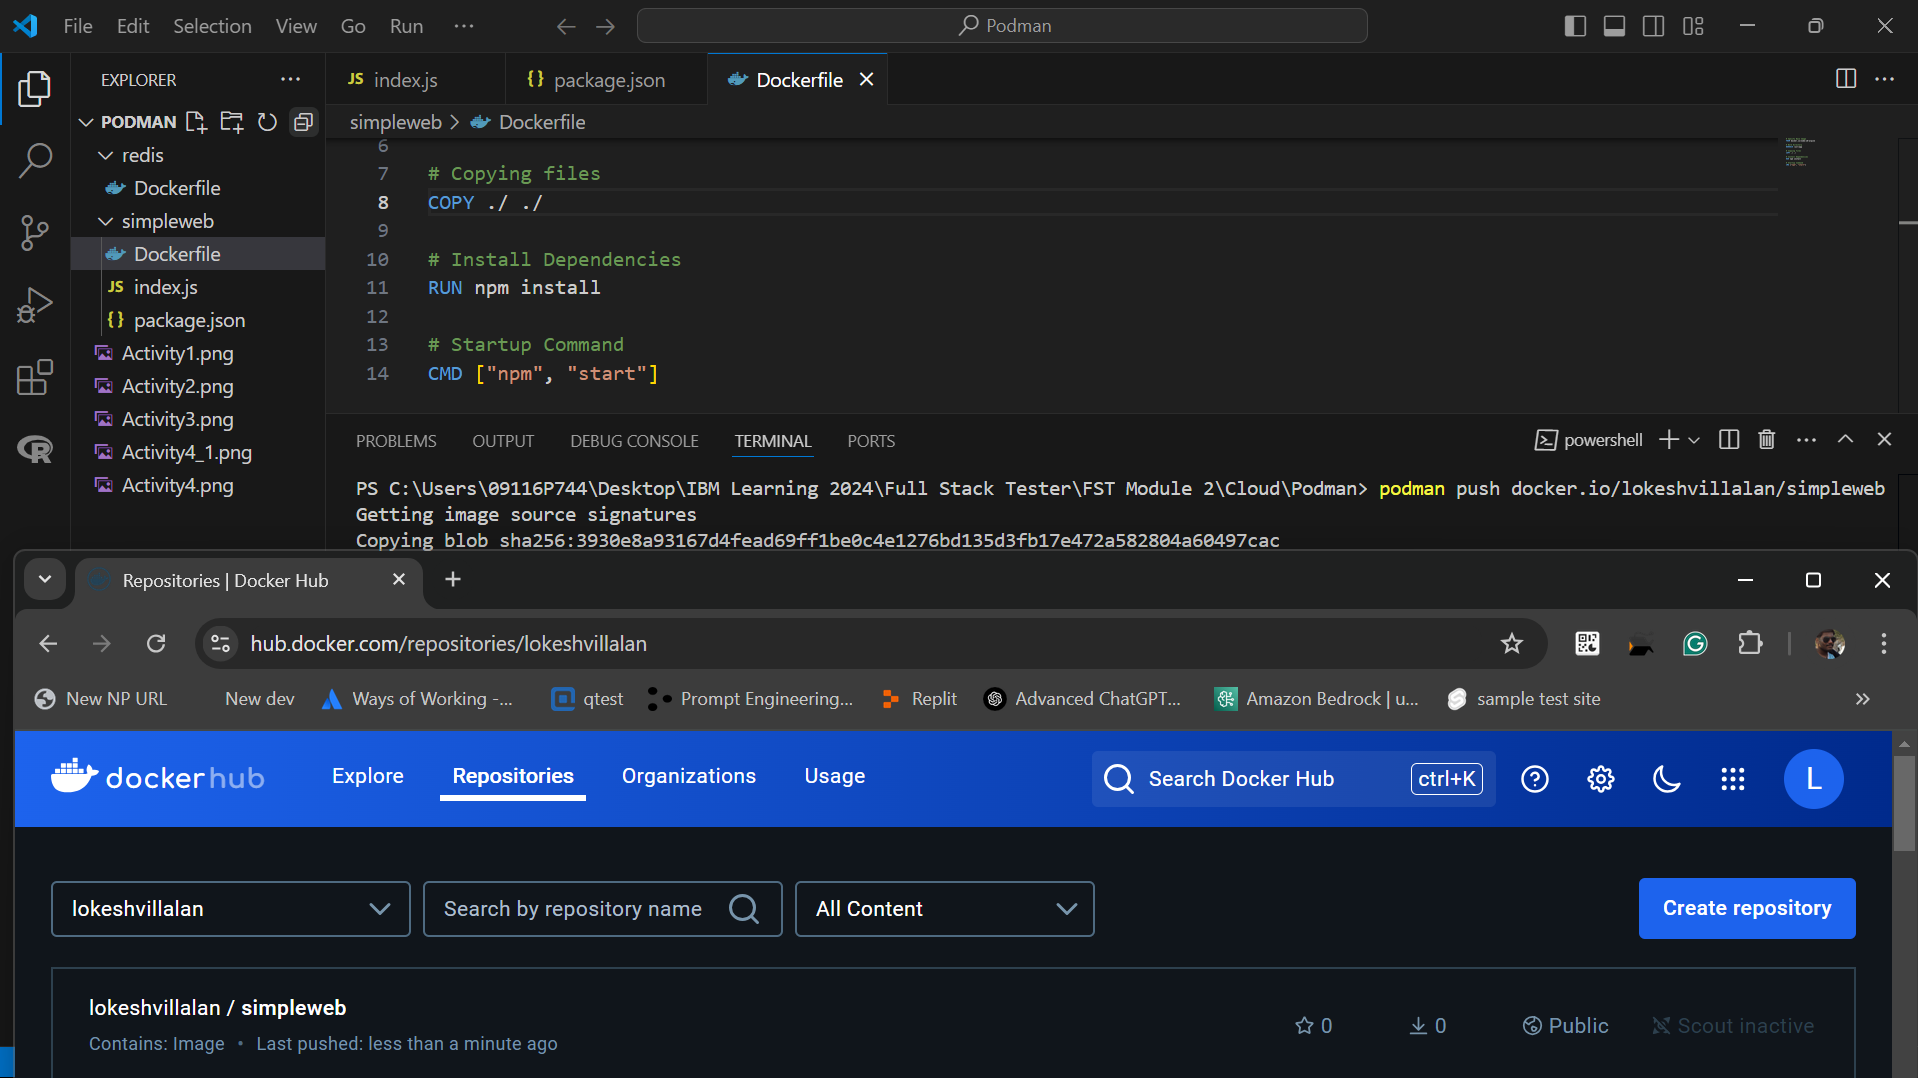 File Edit Selection View Go Run ··· Podman
EXPLORER ···
PODMAN
redis
Dockerfile
simpleweb
Dockerfile
JS index.js
{} package.json
Activity1.png
Activity2.png
Activity3.png
Activity4_1.png
Activity4.png
JS index.js {} package.json Dockerfile
simpleweb > Dockerfile
6
7 # Copying files
8 COPY ./ ./
9
10 # Install Dependencies
11 RUN npm install
12
13 # Startup Command
14 CMD ["npm", "start"]
PROBLEMS OUTPUT DEBUG CONSOLE TERMINAL PORTS powershell
PS C:\Users\09116P744\Desktop\IBM Learning 2024\Full Stack Tester\FST Module 2\Cloud\Podman> podman push docker.io/lokeshvillalan/simpleweb
Getting image source signatures
Copying blob sha256:3930e8a93167d4fead69ff1be0c4e1276bd135d3fb17e472a582804a60497cac
Repositories | Docker Hub
hub.docker.com/repositories/lokeshvillalan
New NP URL New dev Ways of Working -... qtest Prompt Engineering... Replit Advanced ChatGPT... Amazon Bedrock | u... sample test site
docker hub Explore Repositories Organizations Usage Search Docker Hub ctrl+K L
lokeshvillalan Search by repository name All Content Create repository
lokeshvillalan / simpleweb
Contains: Image • Last pushed: less than a minute ago
0 0 Public Scout inactive